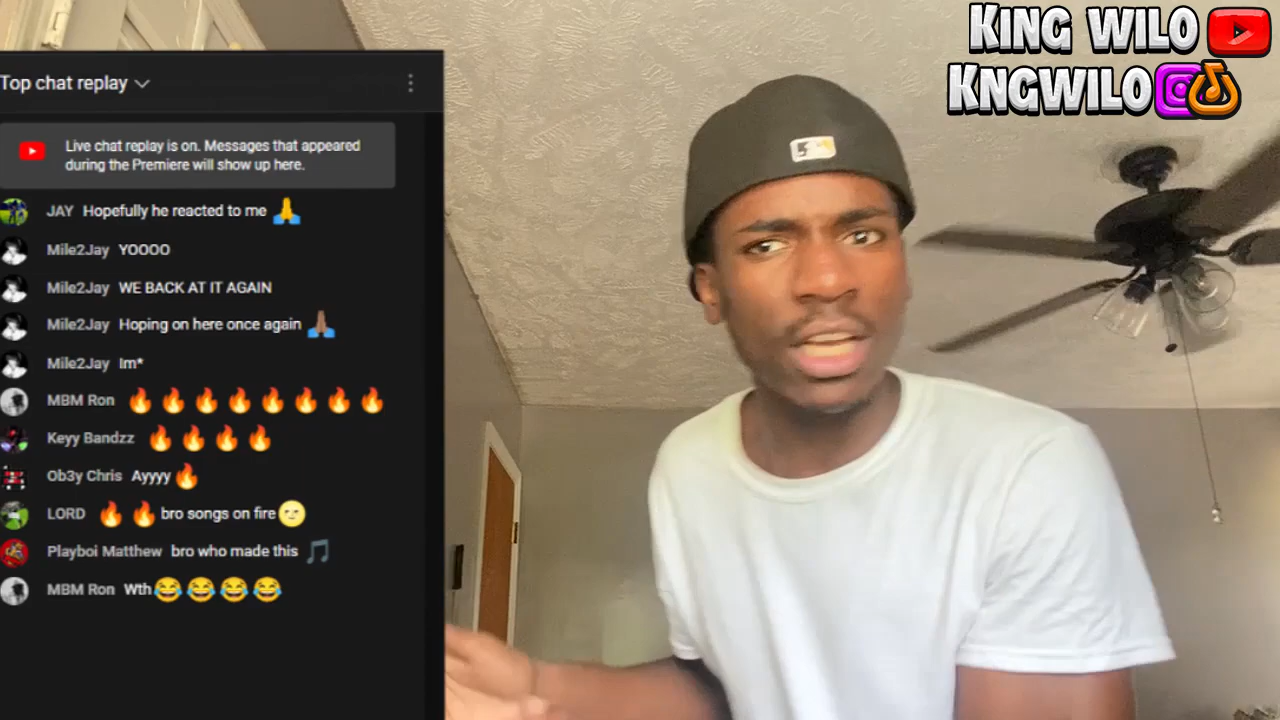 KING WILO
KNGWILO
Top chat replay
Live chat replay is on. Messages that appeared
during the Premiere will show up here.
JAY Hopefully he reacted to me 🙏
Mile2Jay YOOOO
Mile2Jay WE BACK AT IT AGAIN
Mile2Jay Hoping on here once again 🙏🏽
Mile2Jay Im*
MBM Ron 🔥🔥🔥🔥🔥🔥🔥🔥
Keyy Bandzz 🔥🔥🔥🔥
Ob3y Chris Ayyyy🔥
LORD 🔥🔥bro songs on fire🌝
Playboi Matthew bro who made this 🎵
MBM Ron Wth😂😂😂😂